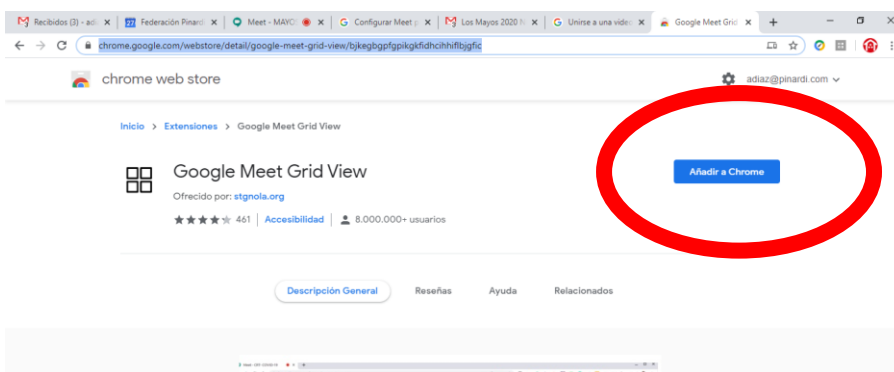 Recibidos (3) - adi
Federación Pinardi
Meet - MAYO
Configurar Meet p
Los Mayos 2020 N
Unirse a una video
Google Meet Grid
chrome.google.com/webstore/detail/google-meet-grid-view/bjkegbgpfgpikgkfidhcihhiflbjgfic
chrome web store
adiaz@pinardi.com
Inicio > Extensiones > Google Meet Grid View
Google Meet Grid View
Añadir a Chrome
Ofrecido por: stgnola.org
461 | Accesibilidad | 8.000.000+ usuarios
Descripción General Reseñas Ayuda Relacionados